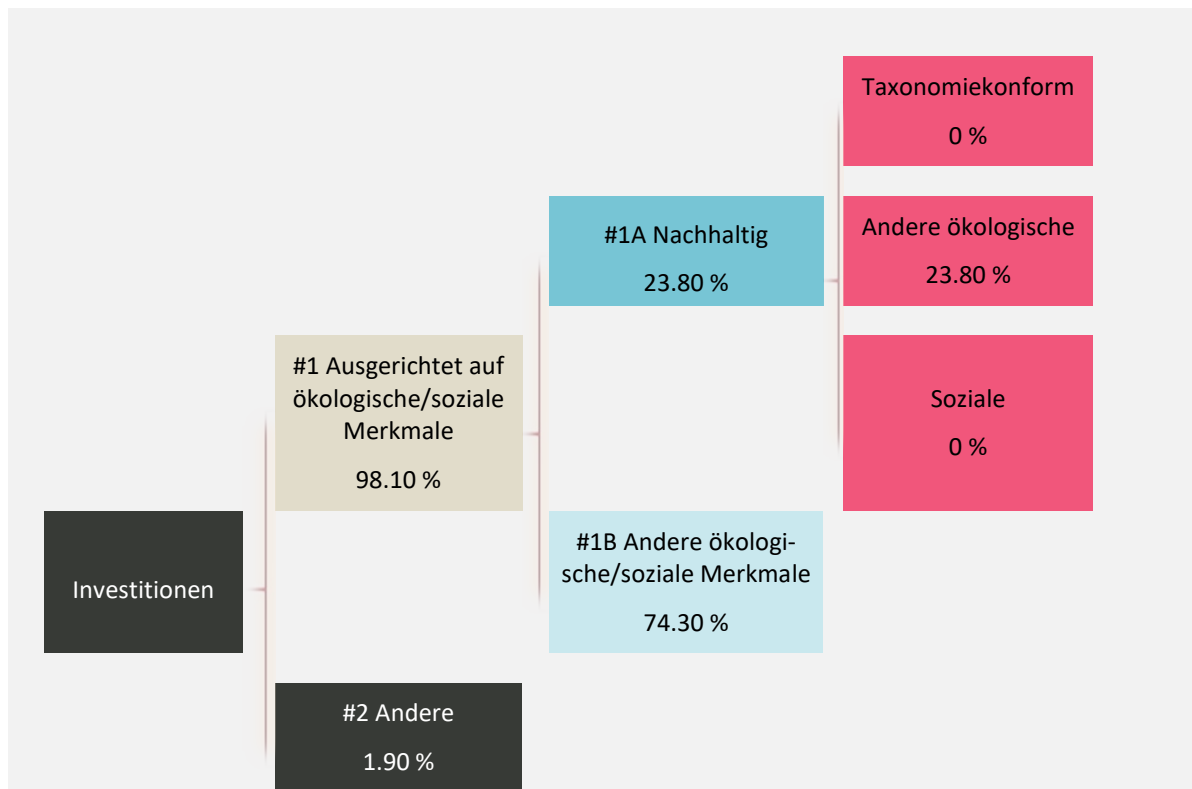 Taxonomiekonform
0 %
#1A Nachhaltig
23.80 %
Andere ökologische
23.80 %
#1 Ausgerichtet auf
ökologische/soziale
Merkmale
98.10 %
Soziale
0 %
Investitionen
#1B Andere ökologi-
sche/soziale Merkmale
74.30 %
#2 Andere
1.90 %